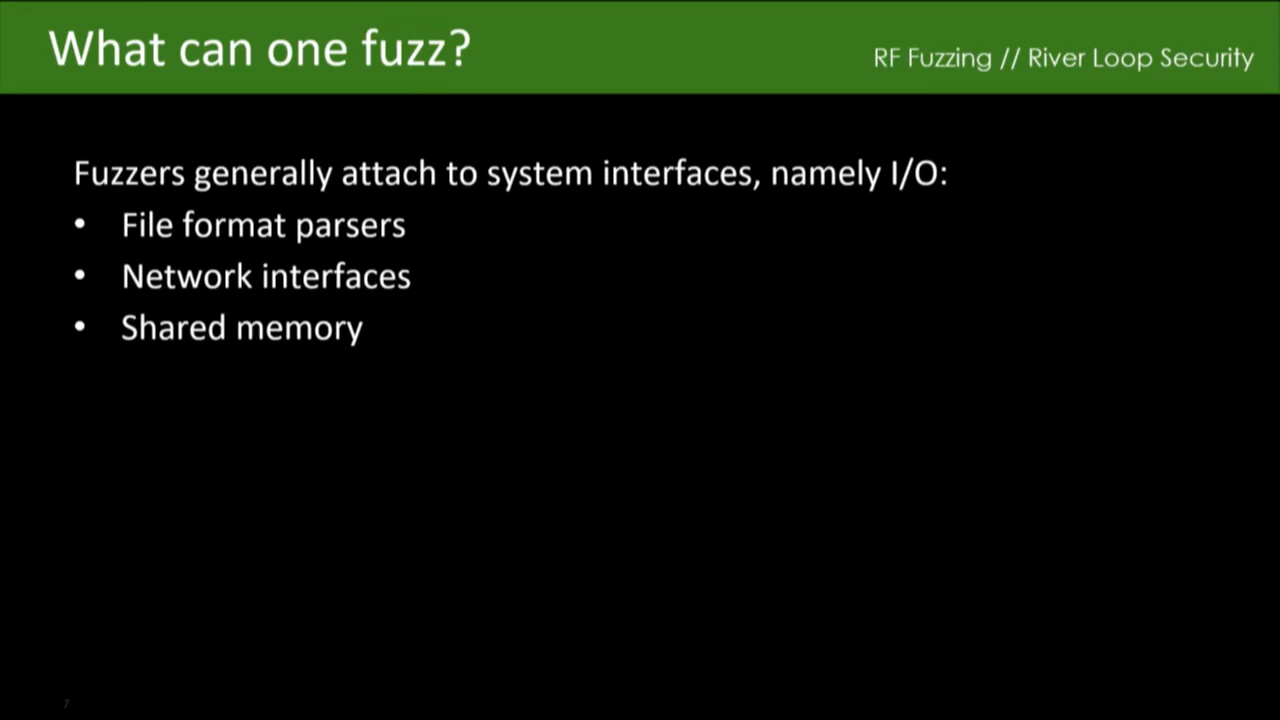 What can one fuzz?
RF Fuzzing // River Loop Security
Fuzzers generally attach to system interfaces, namely I/O:
• File format parsers
• Network interfaces
• Shared memory
7